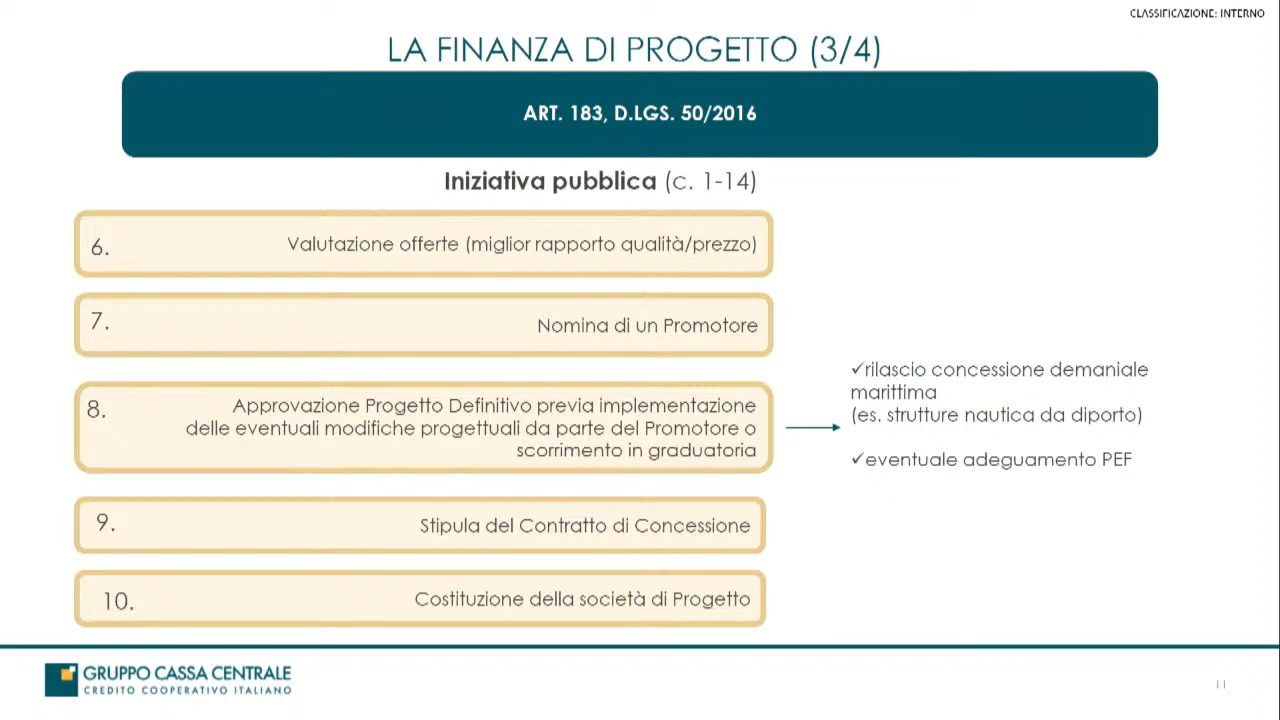 CLASSIFICAZIONE: INTERNO
LA FINANZA DI PROGETTO (3/4)
ART. 183, D.LGS. 50/2016
Iniziativa pubblica (c. 1-14)
6. Valutazione offerte (miglior rapporto qualità/prezzo)
7. Nomina di un Promotore
8. Approvazione Progetto Definitivo previa implementazione
delle eventuali modifiche progettuali da parte del Promotore o
scorrimento in graduatoria
✓rilascio concessione demaniale
marittima
(es. strutture nautica da diporto)
✓eventuale adeguamento PEF
9. Stipula del Contratto di Concessione
10. Costituzione della società di Progetto
GRUPPO CASSA CENTRALE
CREDITO COOPERATIVO ITALIANO
11